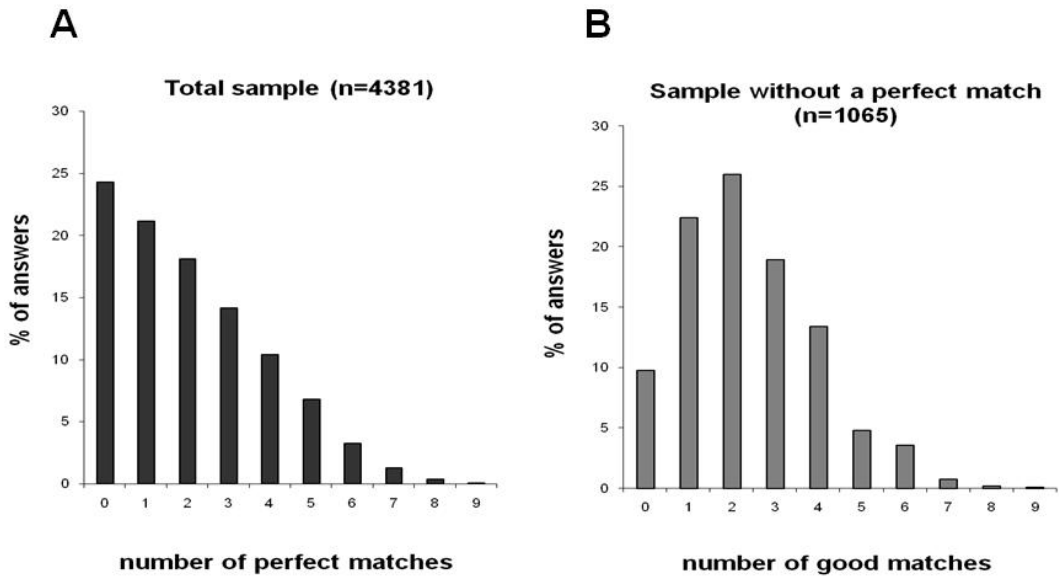 A
Total sample (n=4381)
30
25
20
15
10
5
0
% of answers
0 1 2 3 4 5 6 7 8 9
number of perfect matches
B
Sample without a perfect match
(n=1065)
30
25
20
15
10
5
0
% of answers
0 1 2 3 4 5 6 7 8 9
number of good matches